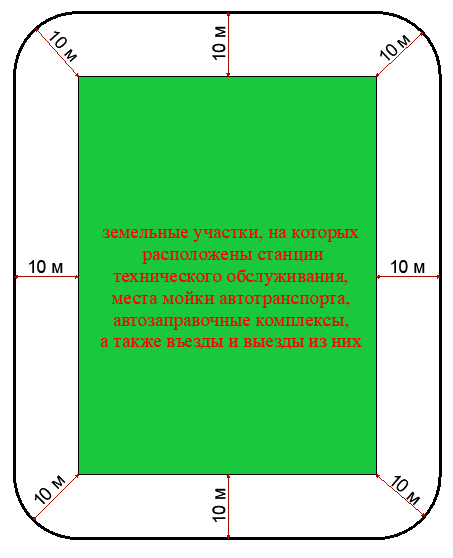 10 м
10 м
10 м
земельные участки, на которых
расположены станции
технического обслуживания,
места мойки автотранспорта,
автозаправочные комплексы,
а также въезды и выезды из них
10 м
10 м
10 м
10 м
10 м